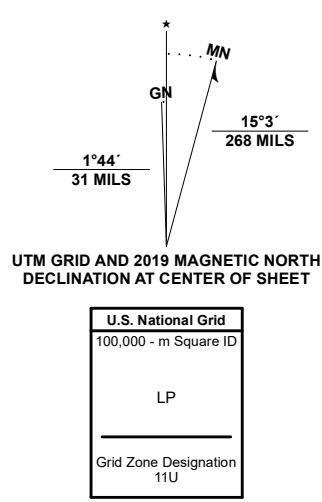 ★
MN
GN
15°3´
268 MILS
1°44´
31 MILS
UTM GRID AND 2019 MAGNETIC NORTH
DECLINATION AT CENTER OF SHEET
U.S. National Grid
100,000 - m Square ID
LP
Grid Zone Designation
11U